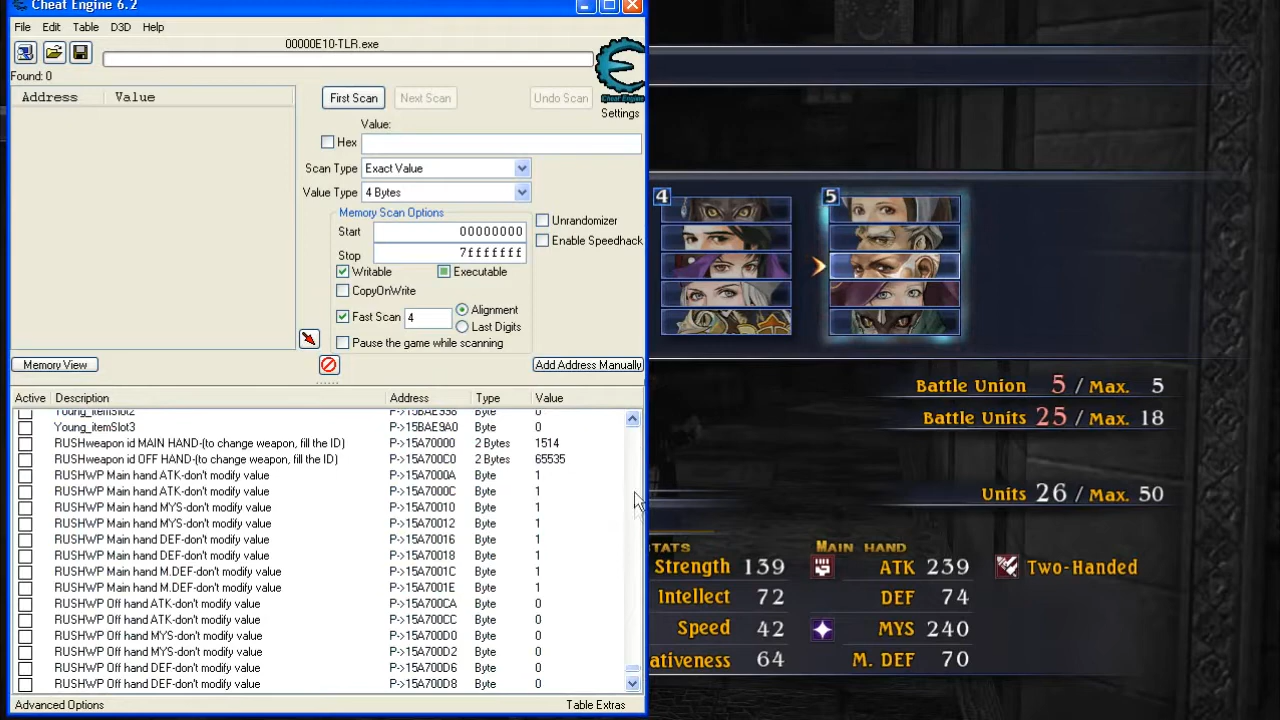 Cheat Engine 6.2
File Edit Table D3D Help
00000E10-TLR.exe
Found: 0
Address Value
First Scan Next Scan Undo Scan
Cheat Engine
Settings
Value:
Hex
Scan Type Exact Value
Value Type 4 Bytes
Memory Scan Options
Start 00000000
Stop 7fffffff
Unrandomizer
Enable Speedhack
Writable Executable
CopyOnWrite
Fast Scan 4 Alignment
Last Digits
Pause the game while scanning
Memory View Add Address Manually
Active Description Address Type Value
Young_itemSlot2 P->15BAE998 Byte 0
Young_itemSlot3 P->15BAE9A0 Byte 0
RUSHweapon id MAIN HAND-(to change weapon, fill the ID) P->15A70000 2 Bytes 1514
RUSHweapon id OFF HAND-(to change weapon, fill the ID) P->15A700C0 2 Bytes 65535
RUSHWP Main hand ATK-don't modify value P->15A7000A Byte 1
RUSHWP Main hand ATK-don't modify value P->15A7000C Byte 1
RUSHWP Main hand MYS-don't modify value P->15A70010 Byte 1
RUSHWP Main hand MYS-don't modify value P->15A70012 Byte 1
RUSHWP Main hand DEF-don't modify value P->15A70016 Byte 1
RUSHWP Main hand DEF-don't modify value P->15A70018 Byte 1
RUSHWP Main hand M.DEF-don't modify value P->15A7001C Byte 1
RUSHWP Main hand M.DEF-don't modify value P->15A7001E Byte 1
RUSHWP Off hand ATK-don't modify value P->15A700CA Byte 0
RUSHWP Off hand ATK-don't modify value P->15A700CC Byte 0
RUSHWP Off hand MYS-don't modify value P->15A700D0 Byte 0
RUSHWP Off hand MYS-don't modify value P->15A700D2 Byte 0
RUSHWP Off hand DEF-don't modify value P->15A700D6 Byte 0
RUSHWP Off hand DEF-don't modify value P->15A700D8 Byte 0
Advanced Options Table Extras
4 5
Battle Union 5 / Max. 5
Battle Units 25 / Max. 18
Units 26 / Max. 50
TATS MAIN HAND
Strength 139 ATK 239 Two-Handed
Intellect 72 DEF 74
Speed 42 MYS 240
ativeness 64 M. DEF 70